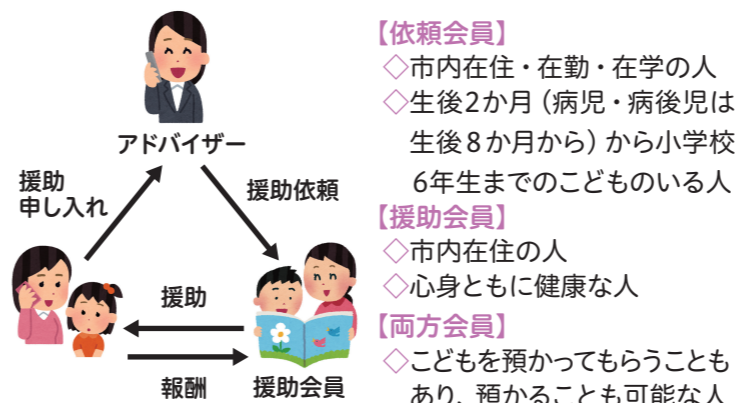 アドバイザー
援助
申し入れ
援助依頼
援助
報酬
援助会員
【依頼会員】
◇市内在住・在勤・在学の人
◇生後2か月（病児・病後児は
生後8か月から）から小学校
6年生までのこどものいる人
【援助会員】
◇市内在住の人
◇心身ともに健康な人
【両方会員】
◇こどもを預かってもらうことも
あり、預かることも可能な人